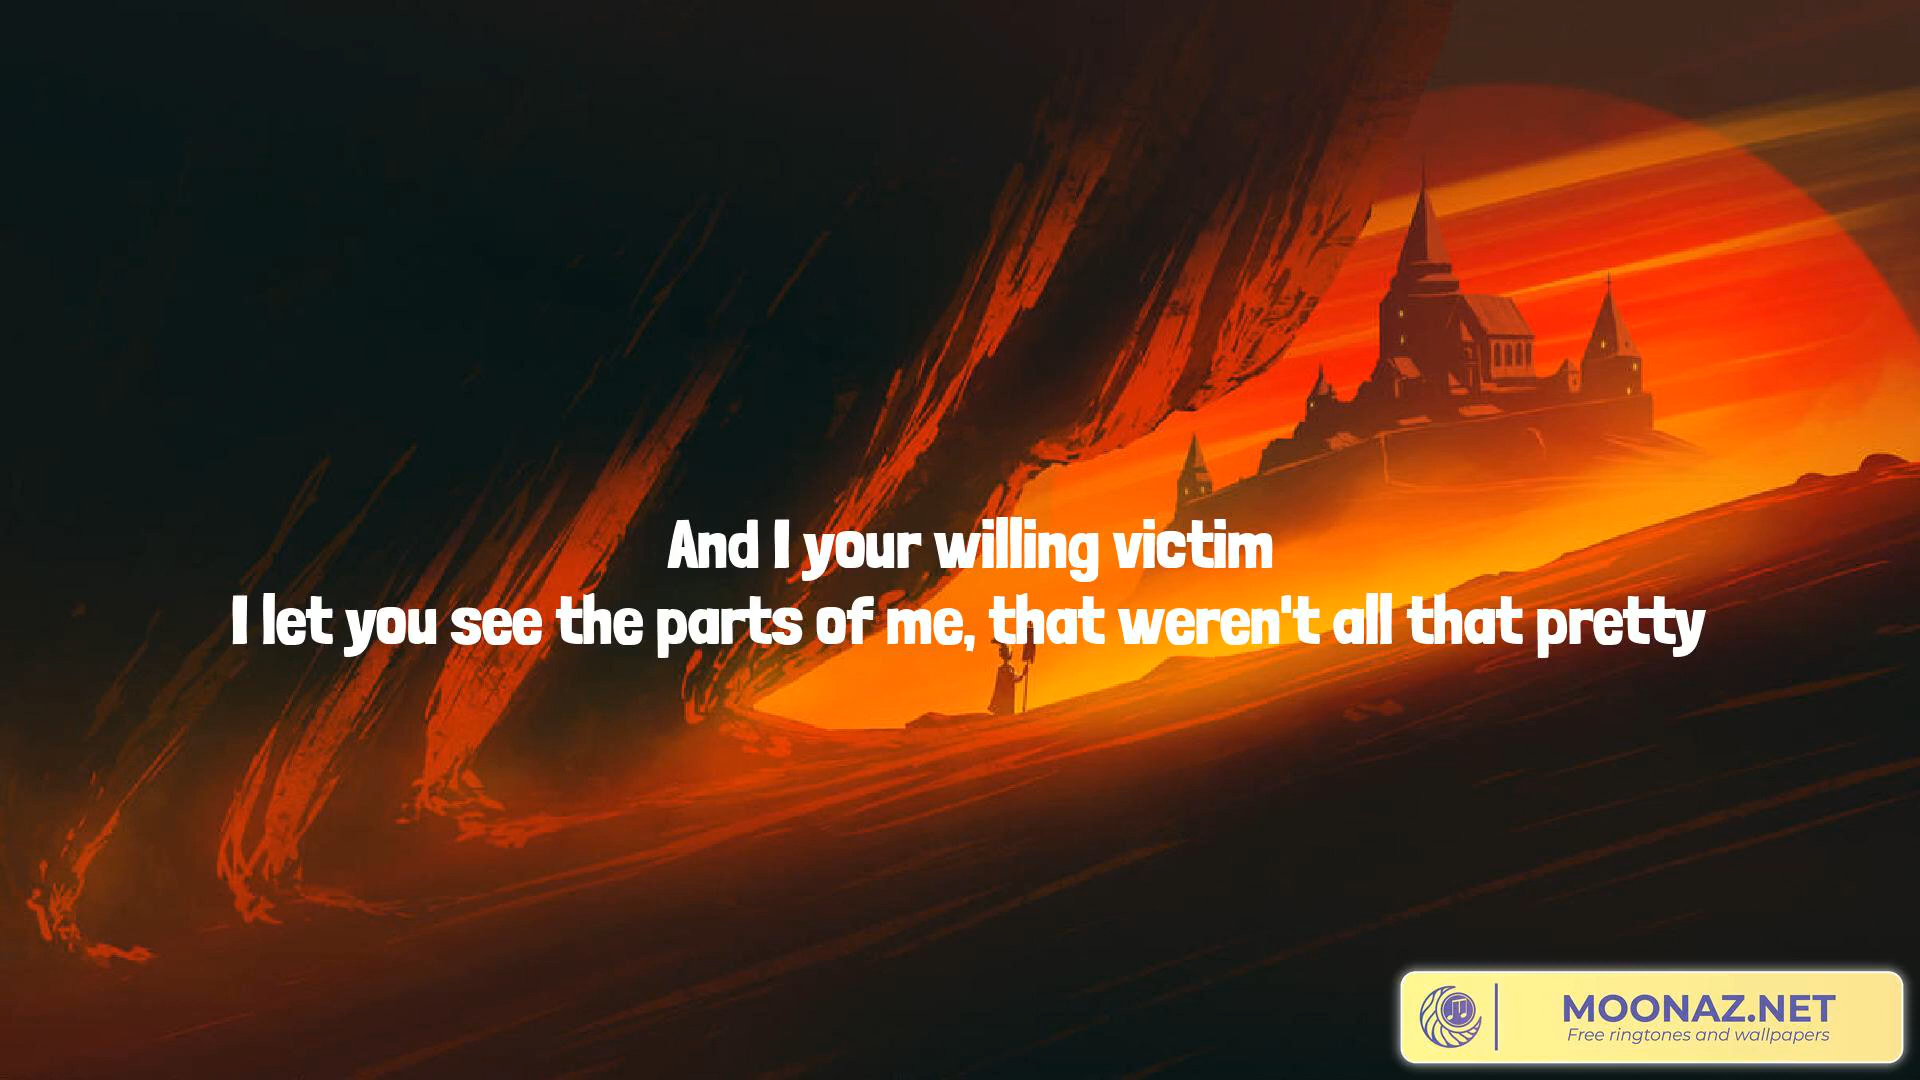 And I your willing victim
I let you see the parts of me, that weren't all that pretty
MOONAZ.NET
Free ringtones and wallpapers